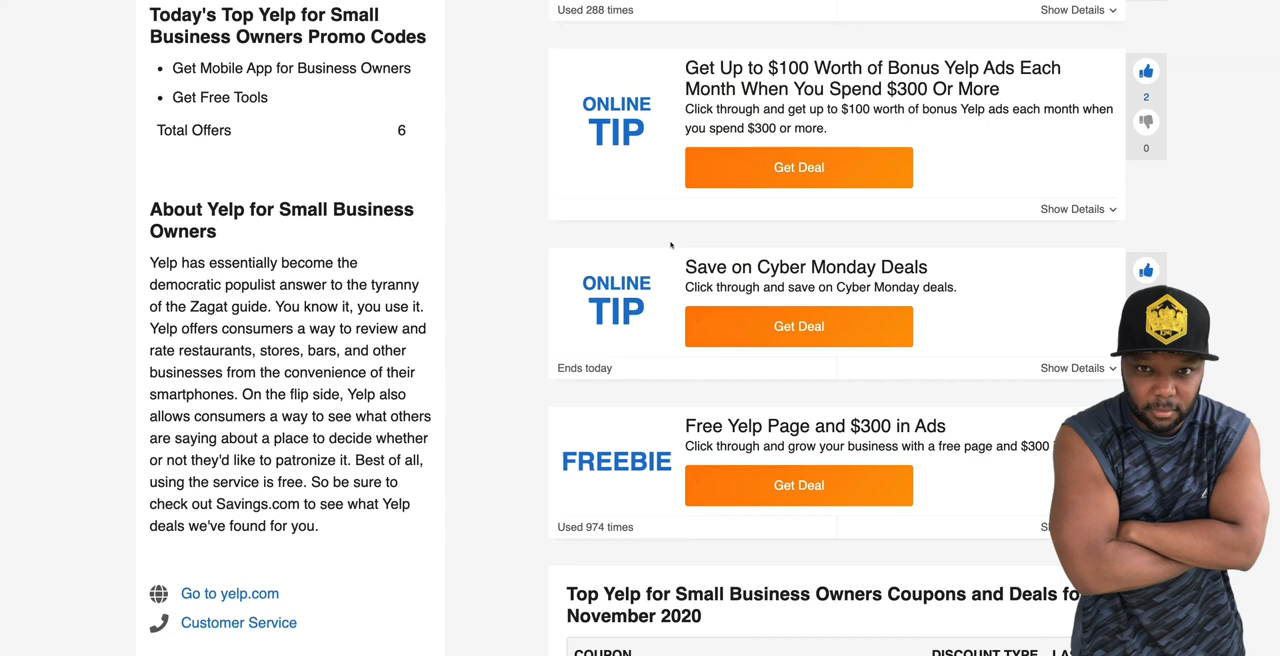 Today's Top Yelp for Small
Business Owners Promo Codes
• Get Mobile App for Business Owners
• Get Free Tools
Total Offers 6
About Yelp for Small Business
Owners
Yelp has essentially become the
democratic populist answer to the tyranny
of the Zagat guide. You know it, you use it.
Yelp offers consumers a way to review and
rate restaurants, stores, bars, and other
businesses from the convenience of their
smartphones. On the flip side, Yelp also
allows consumers a way to see what others
are saying about a place to decide whether
or not they'd like to patronize it. Best of all,
using the service is free. So be sure to
check out Savings.com to see what Yelp
deals we've found for you.
Go to yelp.com
Customer Service
Used 288 times Show Details
ONLINE
TIP
Get Up to $100 Worth of Bonus Yelp Ads Each
Month When You Spend $300 Or More
Click through and get up to $100 worth of bonus Yelp ads each month when
you spend $300 or more.
Get Deal
Show Details
2
0
ONLINE
TIP
Save on Cyber Monday Deals
Click through and save on Cyber Monday deals.
Get Deal
Ends today Show Details
FREEBIE
Free Yelp Page and $300 in Ads
Click through and grow your business with a free page and $300
Get Deal
Used 974 times
Top Yelp for Small Business Owners Coupons and Deals fo
November 2020
COUPON DISCOUNT TYPE